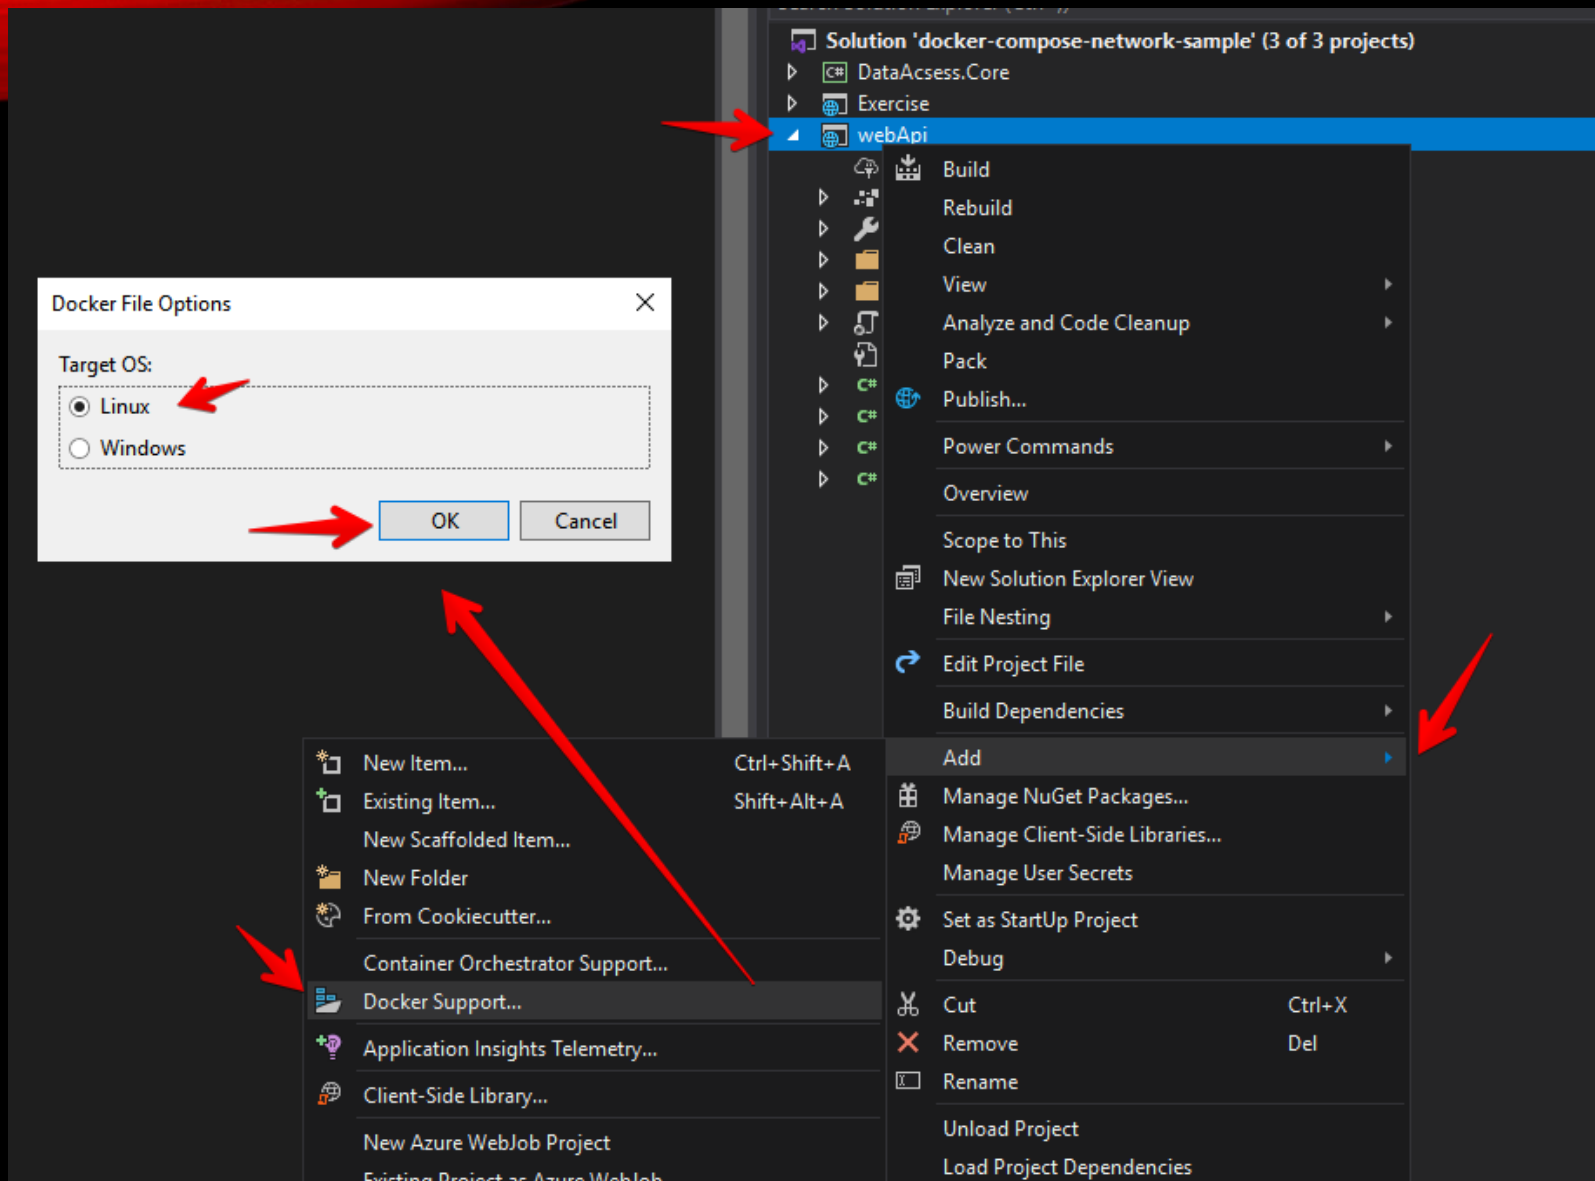 Solution 'docker-compose-network-sample' (3 of 3 projects)
DataAcsess.Core
Exercise
webApi
Build
Rebuild
Clean
View
Analyze and Code Cleanup
Pack
Publish...
Power Commands
Overview
Scope to This
New Solution Explorer View
File Nesting
Edit Project File
Build Dependencies
Add
Manage NuGet Packages...
Manage Client-Side Libraries...
Manage User Secrets
Set as StartUp Project
Debug
Cut Ctrl+X
Remove Del
Rename
Unload Project
Load Project Dependencies
Docker File Options
Target OS:
Linux
Windows
OK Cancel
New Item... Ctrl+Shift+A
Existing Item... Shift+Alt+A
New Scaffolded Item...
New Folder
From Cookiecutter...
Container Orchestrator Support...
Docker Support...
Application Insights Telemetry...
Client-Side Library...
New Azure WebJob Project
Existing Project as Azure WebJob